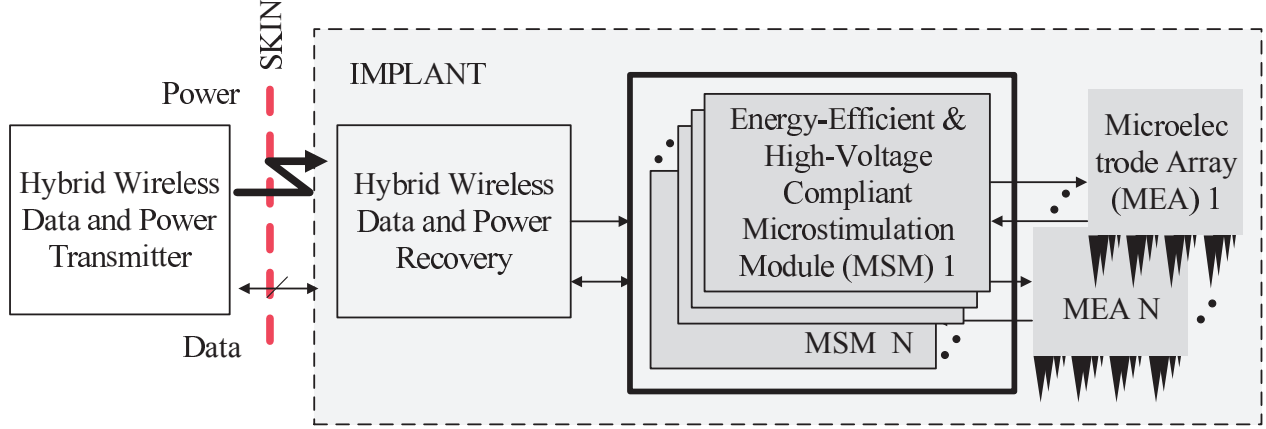 SKIN
IMPLANT
Power
Hybrid Wireless
Data and Power
Transmitter
Data
Hybrid Wireless
Data and Power
Recovery
Energy-Efficient &
High-Voltage
Compliant
Microstimulation
Module (MSM) 1
MSM N
Microelec
trode Array
(MEA) 1
MEA N